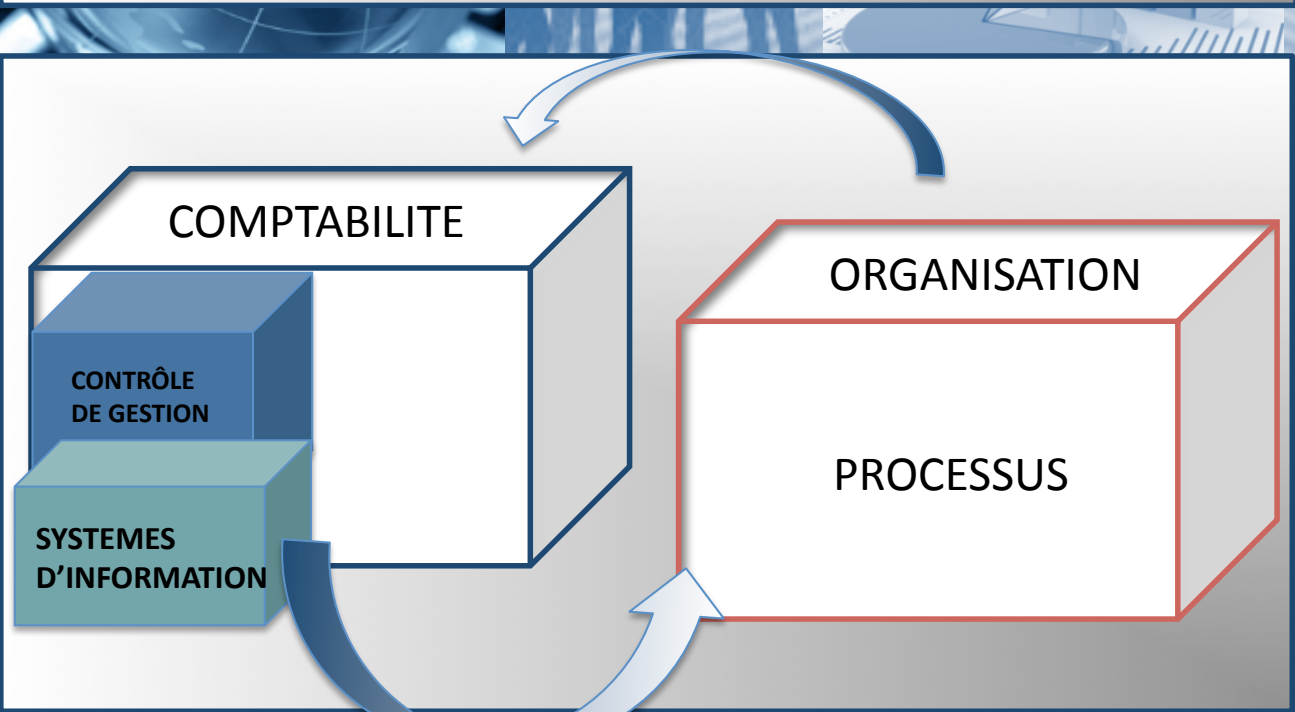 COMPTABILITE
ORGANISATION
CONTRÔLE
DE GESTION
PROCESSUS
SYSTEMES
D’INFORMATION